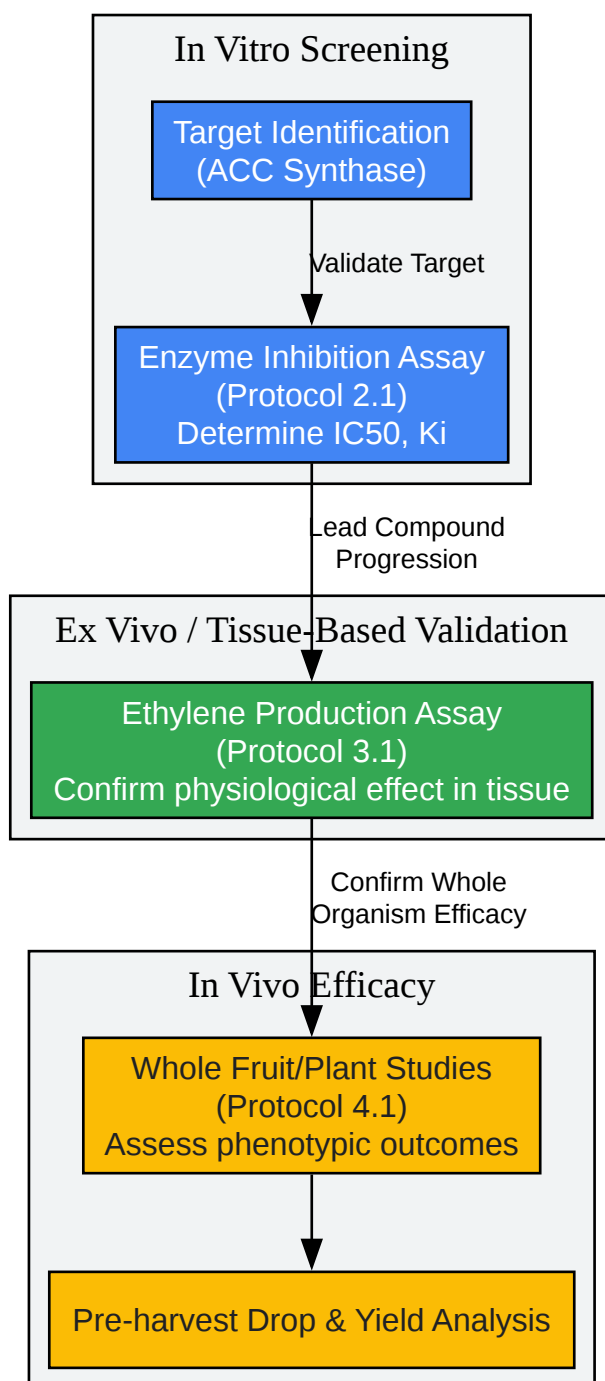 In Vitro Screening
Target Identification
(ACC Synthase)
Validate Target
Enzyme Inhibition Assay
(Protocol 2.1)
Determine IC50, Ki
Lead Compound
Progression
Ex Vivo / Tissue-Based Validation
Ethylene Production Assay
(Protocol 3.1)
Confirm physiological effect in tissue
Confirm Whole
Organism Efficacy
In Vivo Efficacy
Whole Fruit/Plant Studies
(Protocol 4.1)
Assess phenotypic outcomes
Pre-harvest Drop & Yield Analysis